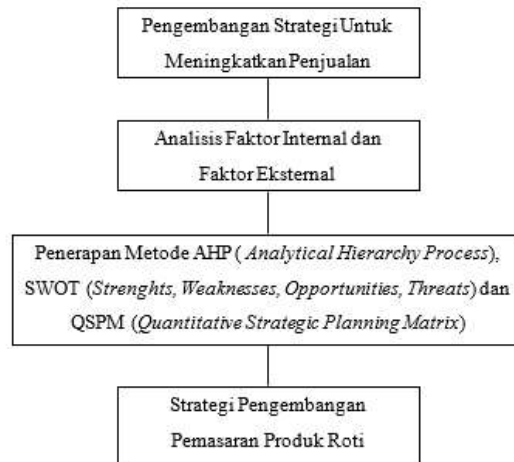 Pengembangan Strategi Untuk
Meningkatkan Penjualan
Analisis Faktor Internal dan
Faktor Eksternal
Penerapan Metode AHP ( Analytical Hierarchy Process),
SWOT (Strenghts, Weaknesses, Opportunities, Threats) dan
QSPM (Quantitative Strategic Planning Matrix)
Strategi Pengembangan
Pemasaran Produk Roti